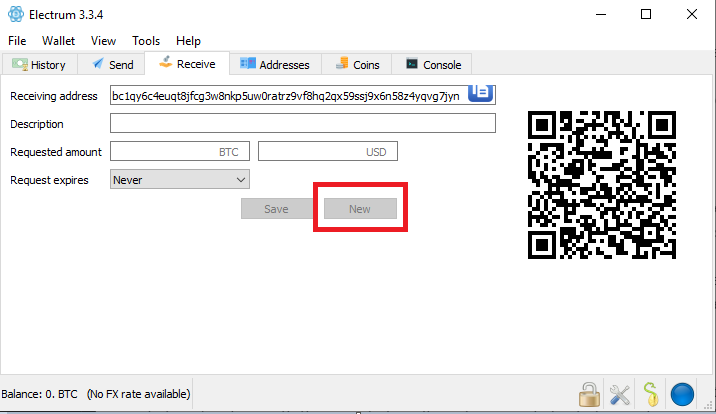 Electrum 3.3.4
File Wallet View Tools Help
History Send Receive Addresses Coins Console
Receiving address bc1qy6c4euqt8jfcg3w8nkp5uw0ratrz9vf8hq2qx59ssj9x6n58z4yqvg7jyn
Description
Requested amount BTC USD
Request expires Never
Save New
Balance: 0. BTC (No FX rate available)